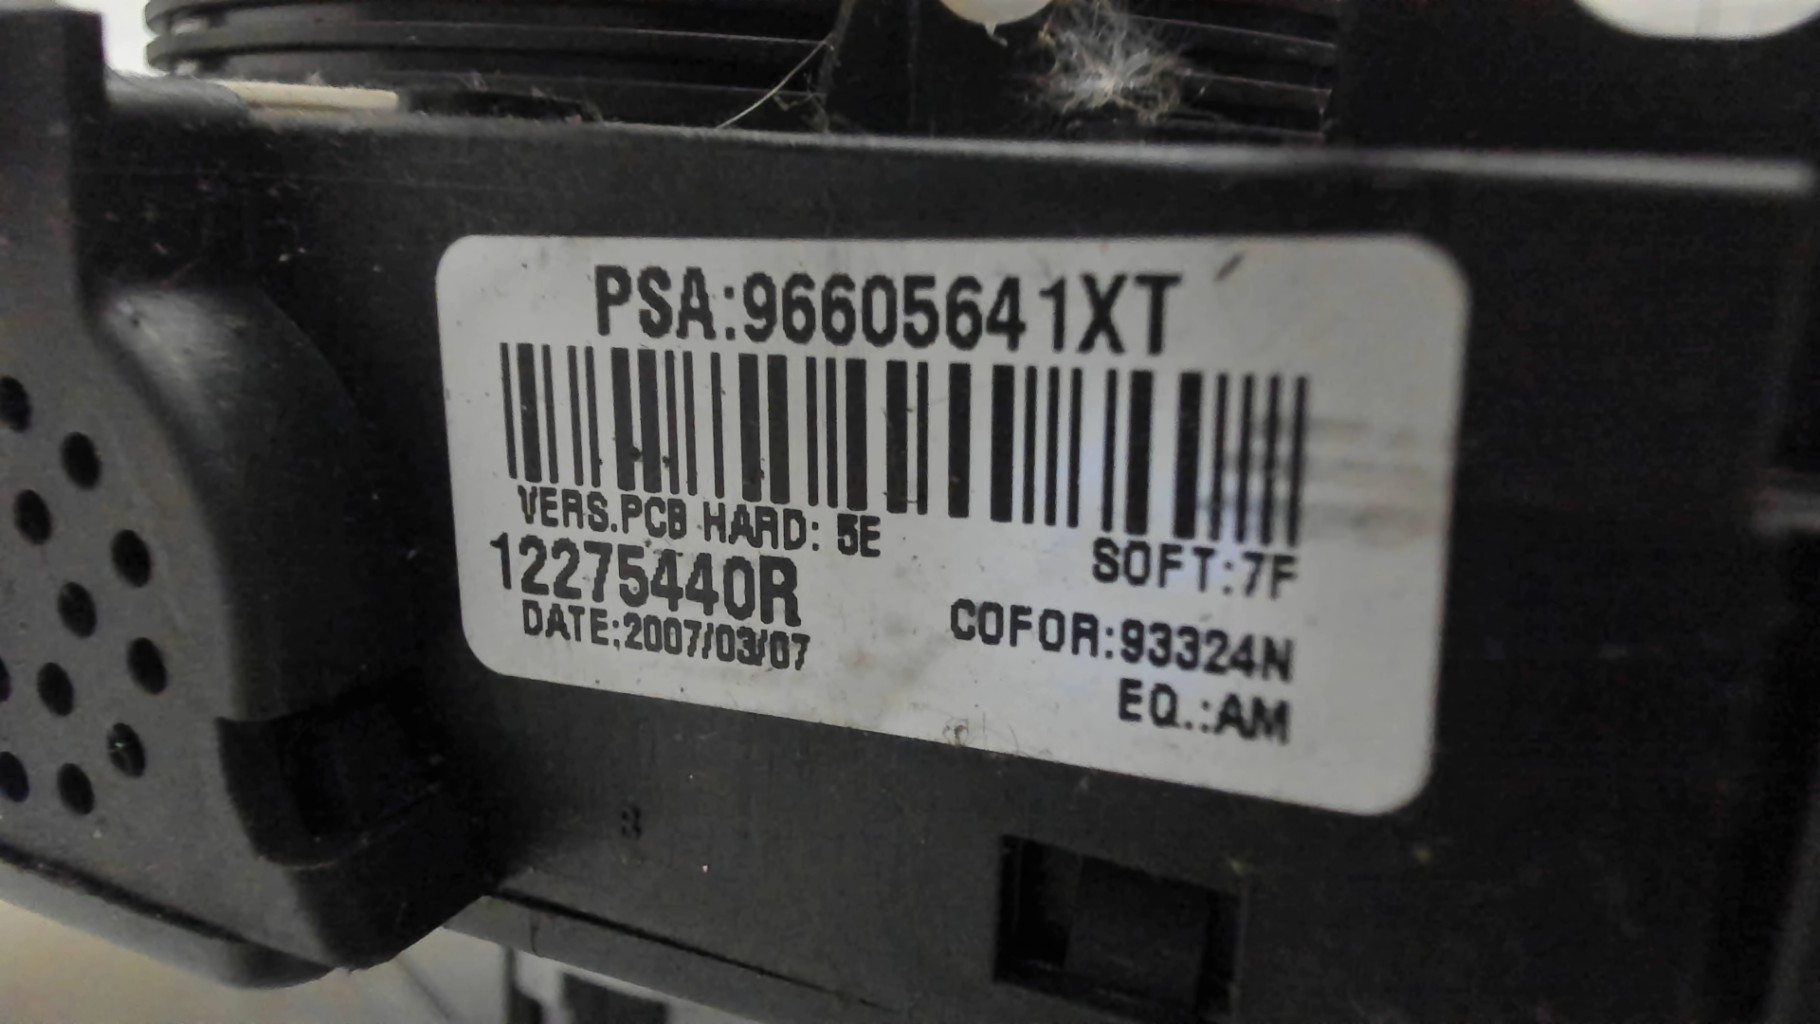 PSA:96605641XT
VERS.PCB HARD: 5E
SOFT:7F
12275440R
DATE:2007/03/07
COFOR:93324N
EQ.:AM